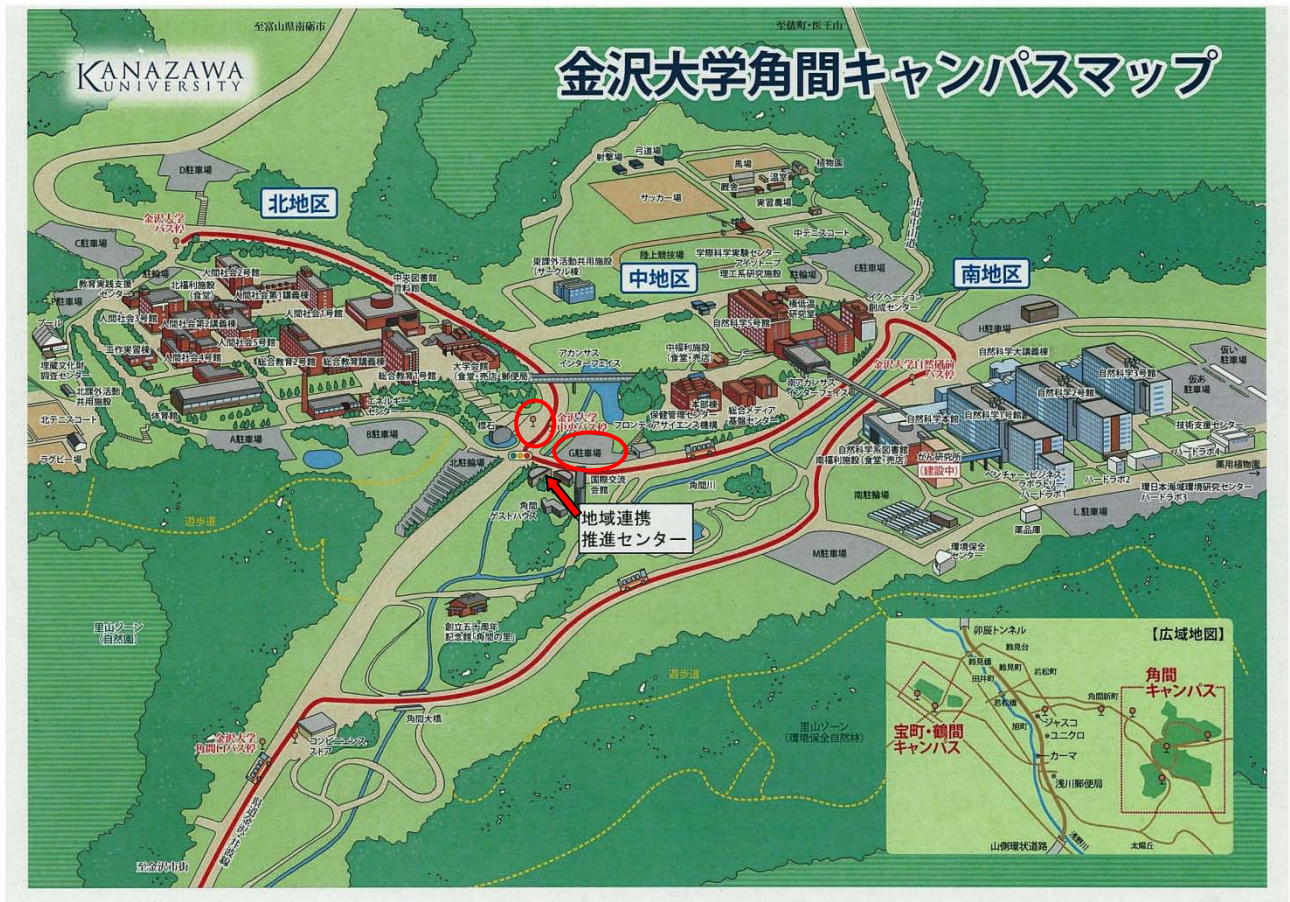 至富山県南砺市
至俵町・医王山
KANAZAWA
UNIVERSITY
金沢大学角間キャンパスマップ
D駐車場
北地区
金沢大学
バス停
C駐車場
P駐車場
プール
駐輪場
教育実践支援
センター
人間社会2号館
北福利施設
(食堂)
人間社会第1講義棟
中央図書館
資料館
人間社会1号館
人間社会3号館
人間社会第2講義棟
人間社会5号館
人間社会4号館
工作実習棟
総合教育2号館
総合教育講義棟
総合教育1号館
大学会館
(食堂・売店・郵便局)
埋蔵文化財
調査センター
北課外活動
共用施設
北テニスコート
ラグビー場
体育館
A駐車場
エネルギー
センター
B駐車場
標石
北駐輪場
遊歩道
射撃場
弓道場
馬場
植物園
温室
厩舎
実習農場
サッカー場
中テニスコート
市道中山道
陸上競技場
東課外活動共用施設
(サークル棟)
中地区
学際科学実験センター
アイソトープ
理工系研究施設
駐輪場
E駐車場
極低温
研究室
イノベーション
創成センター
自然科学5号館
中福利施設
(食堂・売店)
アカンサス
インターフェイス
本部棟
保健管理センター
フロンティアサイエンス機構
総合メディア
基盤センター
南アカンサス
インターフェイス
金沢大学
中央バス停
G駐車場
国際交流
会館
角間
ゲストハウス
地域連携
推進センター
角間川
南地区
H駐車場
金沢大学自然研前
バス停
自然科学大講義棟
自然科学3号館
自然科学2号館
自然科学1号館
自然科学本館
仮い
駐車場
仮あ
駐車場
技術支援センター
ハードラボ4
薬用植物園
自然科学系図書館
南福利施設(食堂・売店)
がん研究所
(建設中)
ベンチャー・ビジネス・
ラボラトリー
ハードラボ1
ハードラボ2
環日本海域環境研究センター
ハードラボ3
L駐車場
南駐輪場
薬品庫
環境保全
センター
M駐車場
里山ゾーン
(自然園)
創立五十周年
記念館「角間の里」
遊歩道
里山ゾーン
(環境保全自然林)
角間大橋
金沢大学
角間口バス停
コンビニエンス
ストア
県道金沢・井波線
至金沢市街
【広域地図】
卯辰トンネル
鈴見台
鈴見橋
鈴見町
田井町
若松町
若松橋
旭町
角間新町
角間
キャンパス
宝町・鶴間
キャンパス
ジャスコ
ユニクロ
カーマ
浅川郵便局
山側環状道路
浅野川
太陽丘